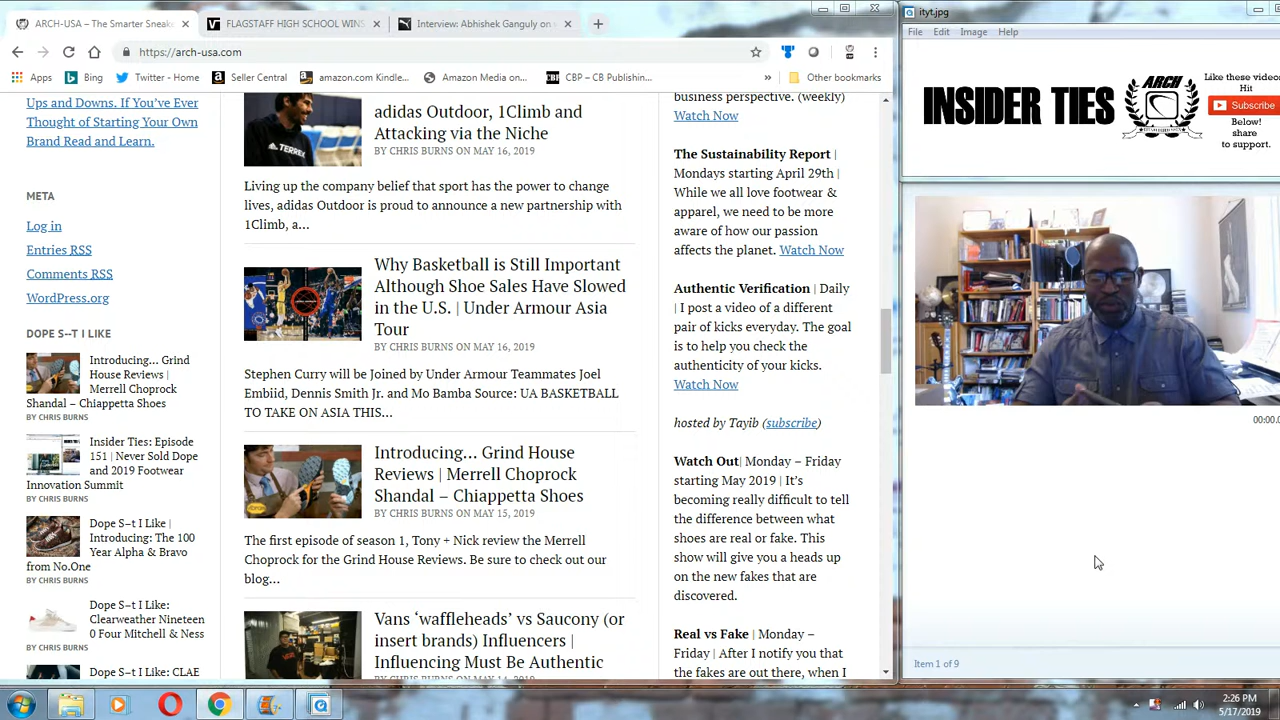 ARCH-USA – The Smarter Sneake
FLAGSTAFF HIGH SCHOOL WINS
Interview: Abhishek Ganguly on
https://arch-usa.com
Apps
Bing
Twitter - Home
Seller Central
amazon.com Kindle...
Amazon Media on...
CBP – CB Publishin...
»
Other bookmarks
Ups and Downs. If You've Ever
Thought of Starting Your Own
Brand Read and Learn.
META
Log in
Entries RSS
Comments RSS
WordPress.org
DOPE S--T I LIKE
Introducing... Grind
House Reviews |
Merrell Choprock
Shandal – Chiappetta Shoes
BY CHRIS BURNS
Insider Ties: Episode
151 | Never Sold Dope
and 2019 Footwear
Innovation Summit
BY CHRIS BURNS
Dope S–t I Like |
Introducing: The 100
Year Alpha & Bravo
from No.One
BY CHRIS BURNS
Dope S–t I Like:
Clearweather Nineteen
0 Four Mitchell & Ness
BY CHRIS BURNS
Dope S–t I Like: CLAE
adidas Outdoor, 1Climb and
Attacking via the Niche
BY CHRIS BURNS ON MAY 16, 2019
TERREX
Living up the company belief that sport has the power to change
lives, adidas Outdoor is proud to announce a new partnership with
1Climb, a...
Why Basketball is Still Important
Although Shoe Sales Have Slowed
in the U.S. | Under Armour Asia
Tour
BY CHRIS BURNS ON MAY 16, 2019
Stephen Curry will be Joined by Under Armour Teammates Joel
Embiid, Dennis Smith Jr. and Mo Bamba Source: UA BASKETBALL
TO TAKE ON ASIA THIS...
Introducing... Grind House
Reviews | Merrell Choprock
Shandal – Chiappetta Shoes
BY CHRIS BURNS ON MAY 15, 2019
The first episode of season 1, Tony + Nick review the Merrell
Choprock for the Grind House Reviews. Be sure to check out our
blog...
Vans 'waffleheads' vs Saucony (or
insert brands) Influencers |
Influencing Must Be Authentic
business perspective. (weekly)
Watch Now
The Sustainability Report |
Mondays starting April 29th |
While we all love footwear &
apparel, we need to be more
aware of how our passion
affects the planet. Watch Now
Authentic Verification | Daily
| I post a video of a different
pair of kicks everyday. The goal
is to help you check the
authenticity of your kicks.
Watch Now
hosted by Tayib (subscribe)
Watch Out| Monday – Friday
starting May 2019 | It's
becoming really difficult to tell
the difference between what
shoes are real or fake. This
show will give you a heads up
on the new fakes that are
discovered.
Real vs Fake | Monday –
Friday | After I notify you that
the fakes are out there, when I
ityt.jpg
File Edit Image Help
INSIDER TIES
ARCH
Like these video
Hit
Subscribe
Below!
share
to support.
00:00.0
Item 1 of 9
2:26 PM
5/17/2019